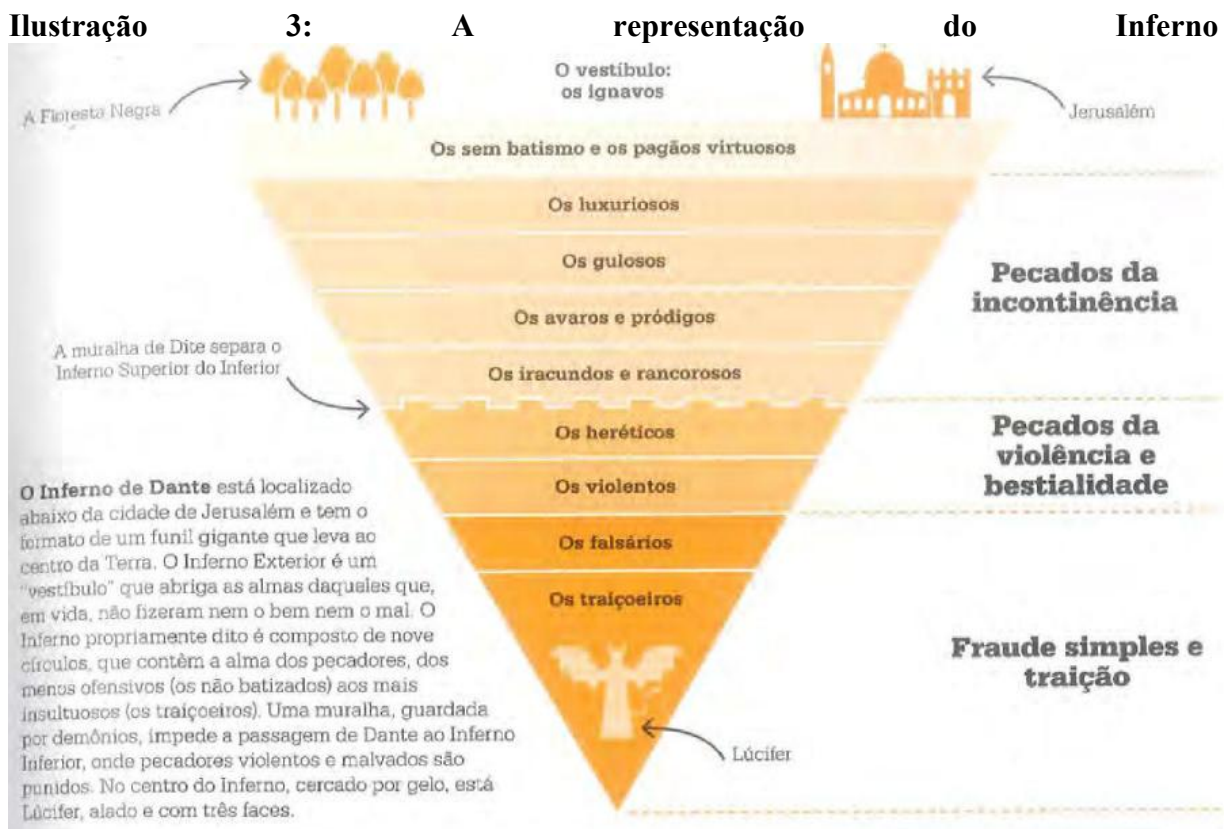 Ilustração 3: A representação do Inferno
A Floresta Negra
O vestíbulo:
os ignavos
Jerusalém
Os sem batismo e os pagãos virtuosos
Os luxuriosos
Os gulosos
Os avaros e pródigos
Os iracundos e rancorosos
Pecados da
incontinência
A muralha de Dite separa o
Inferno Superior do Inferior
Os heréticos
Os violentos
Pecados da
violência e
bestialidade
Os falsários
Os traiçoeiros
Fraude simples e
traição
Lúcifer
O Inferno de Dante está localizado
abaixo da cidade de Jerusalém e tem o
formato de um funil gigante que leva ao
centro da Terra. O Inferno Exterior é um
"vestíbulo" que abriga as almas daqueles que,
em vida, não fizeram nem o bem nem o mal. O
Inferno propriamente dito é composto de nove
círculos, que contêm a alma dos pecadores, dos
menos ofensivos (os não batizados) aos mais
insultuosos (os traiçoeiros). Uma muralha, guardada
por demônios, impede a passagem de Dante ao Inferno
Inferior, onde pecadores violentos e malvados são
punidos. No centro do Inferno, cercado por gelo, está
Lúcifer, alado e com três faces.